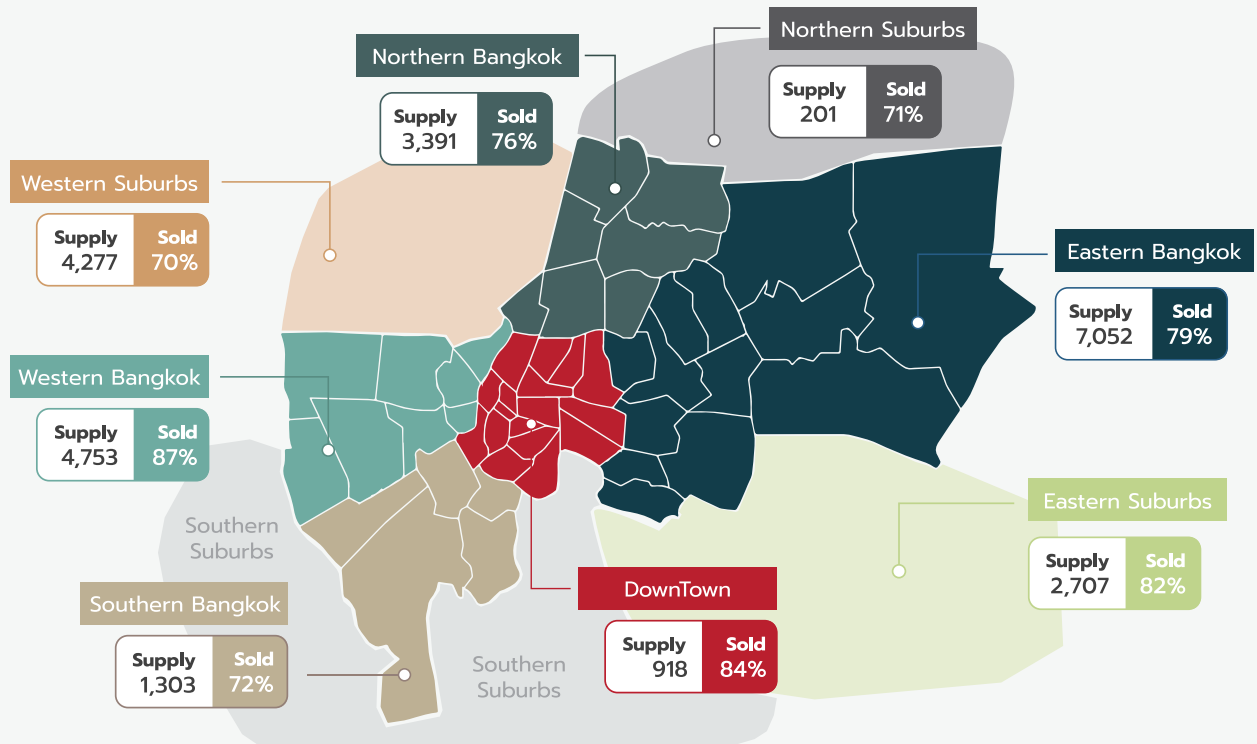 Northern Suburbs
Supply Sold
201 71%
Northern Bangkok
Supply Sold
3,391 76%
Western Suburbs
Supply Sold
4,277 70%
Eastern Bangkok
Supply Sold
7,052 79%
Western Bangkok
Supply Sold
4,753 87%
Eastern Suburbs
Supply Sold
2,707 82%
Southern
Suburbs
DownTown
Supply Sold
918 84%
Southern Bangkok
Supply Sold
1,303 72%
Southern
Suburbs